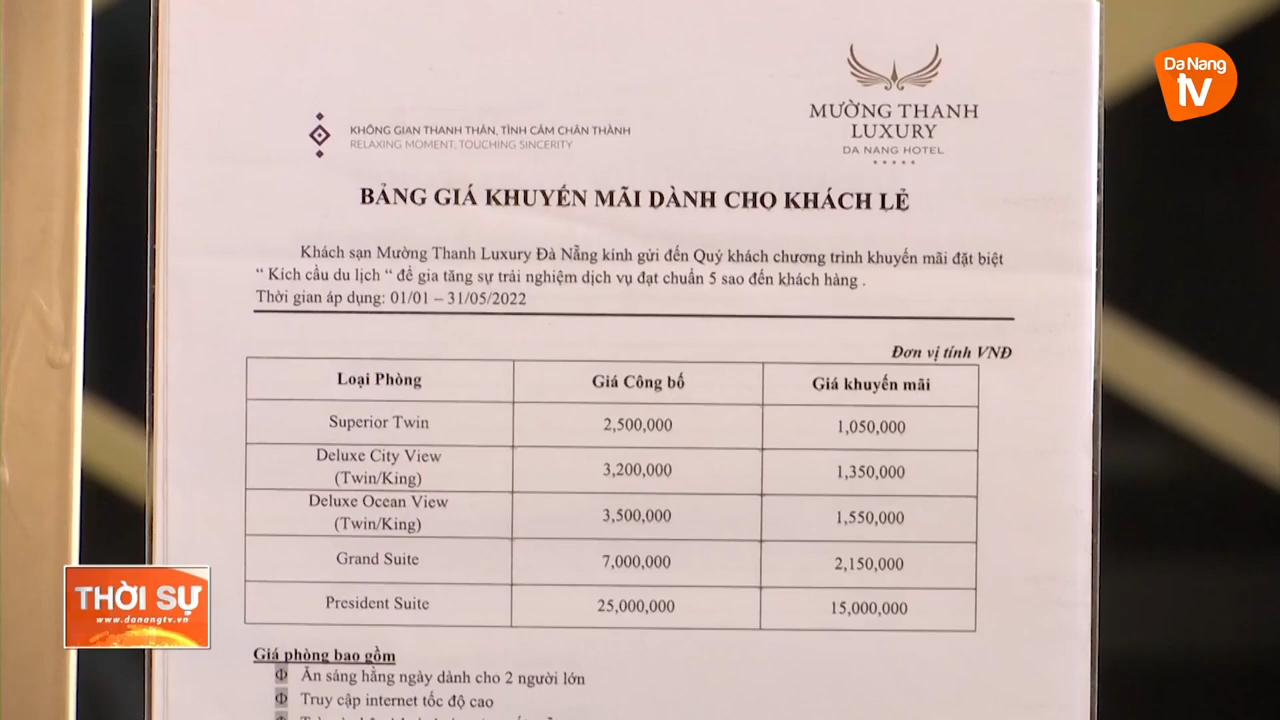 Da Nang
tv
MƯỜNG THANH
LUXURY
DA NANG HOTEL
KHÔNG GIAN THANH THẢN, TÌNH CẢM CHÂN THÀNH
RELAXING MOMENT, TOUCHING SINCERITY
BẢNG GIÁ KHUYẾN MÃI DÀNH CHO KHÁCH LẺ
Khách sạn Mường Thanh Luxury Đà Nẵng kính gửi đến Quý khách chương trình khuyến mãi đặt biệt
“ Kích cầu du lịch “ để gia tăng sự trải nghiệm dịch vụ đạt chuẩn 5 sao đến khách hàng .
Thời gian áp dụng: 01/01 – 31/05/2022
Đơn vị tính VNĐ
Loại Phòng Giá Công bố Giá khuyến mãi
Superior Twin 2,500,000 1,050,000
Deluxe City View
(Twin/King) 3,200,000 1,350,000
Deluxe Ocean View
(Twin/King) 3,500,000 1,550,000
Grand Suite 7,000,000 2,150,000
President Suite 25,000,000 15,000,000
Giá phòng bao gồm
Ăn sáng hằng ngày dành cho 2 người lớn
Truy cập internet tốc độ cao
THỜI SỰ
www.danangtv.vn